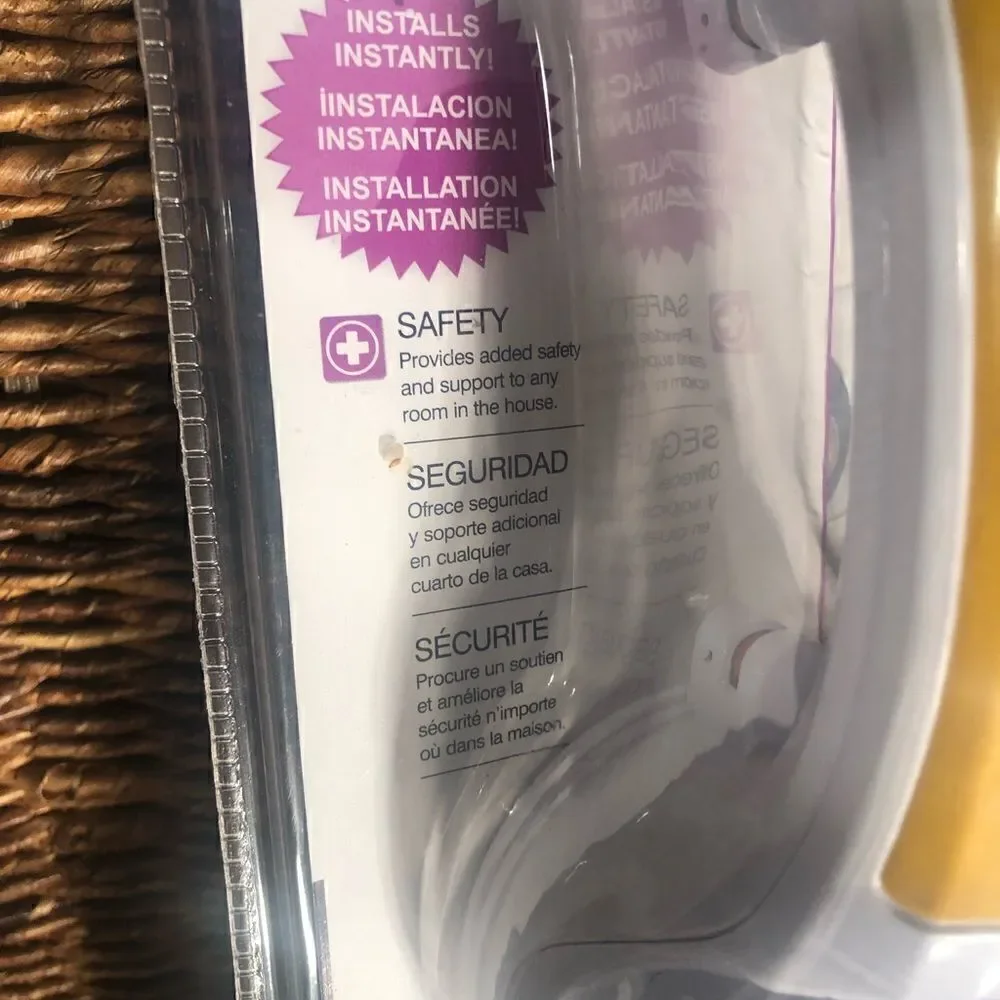 INSTALLS
INSTANTLY!
¡INSTALACION
INSTANTANEA!
INSTALLATION
INSTANTANÉE!
SAFETY
Provides added safety
and support to any
room in the house.
SEGURIDAD
Ofrece seguridad
y soporte adicional
en cualquier
cuarto de la casa.
SÉCURITÉ
Procure un soutien
et améliore la
sécurité n'importe
où dans la maison.